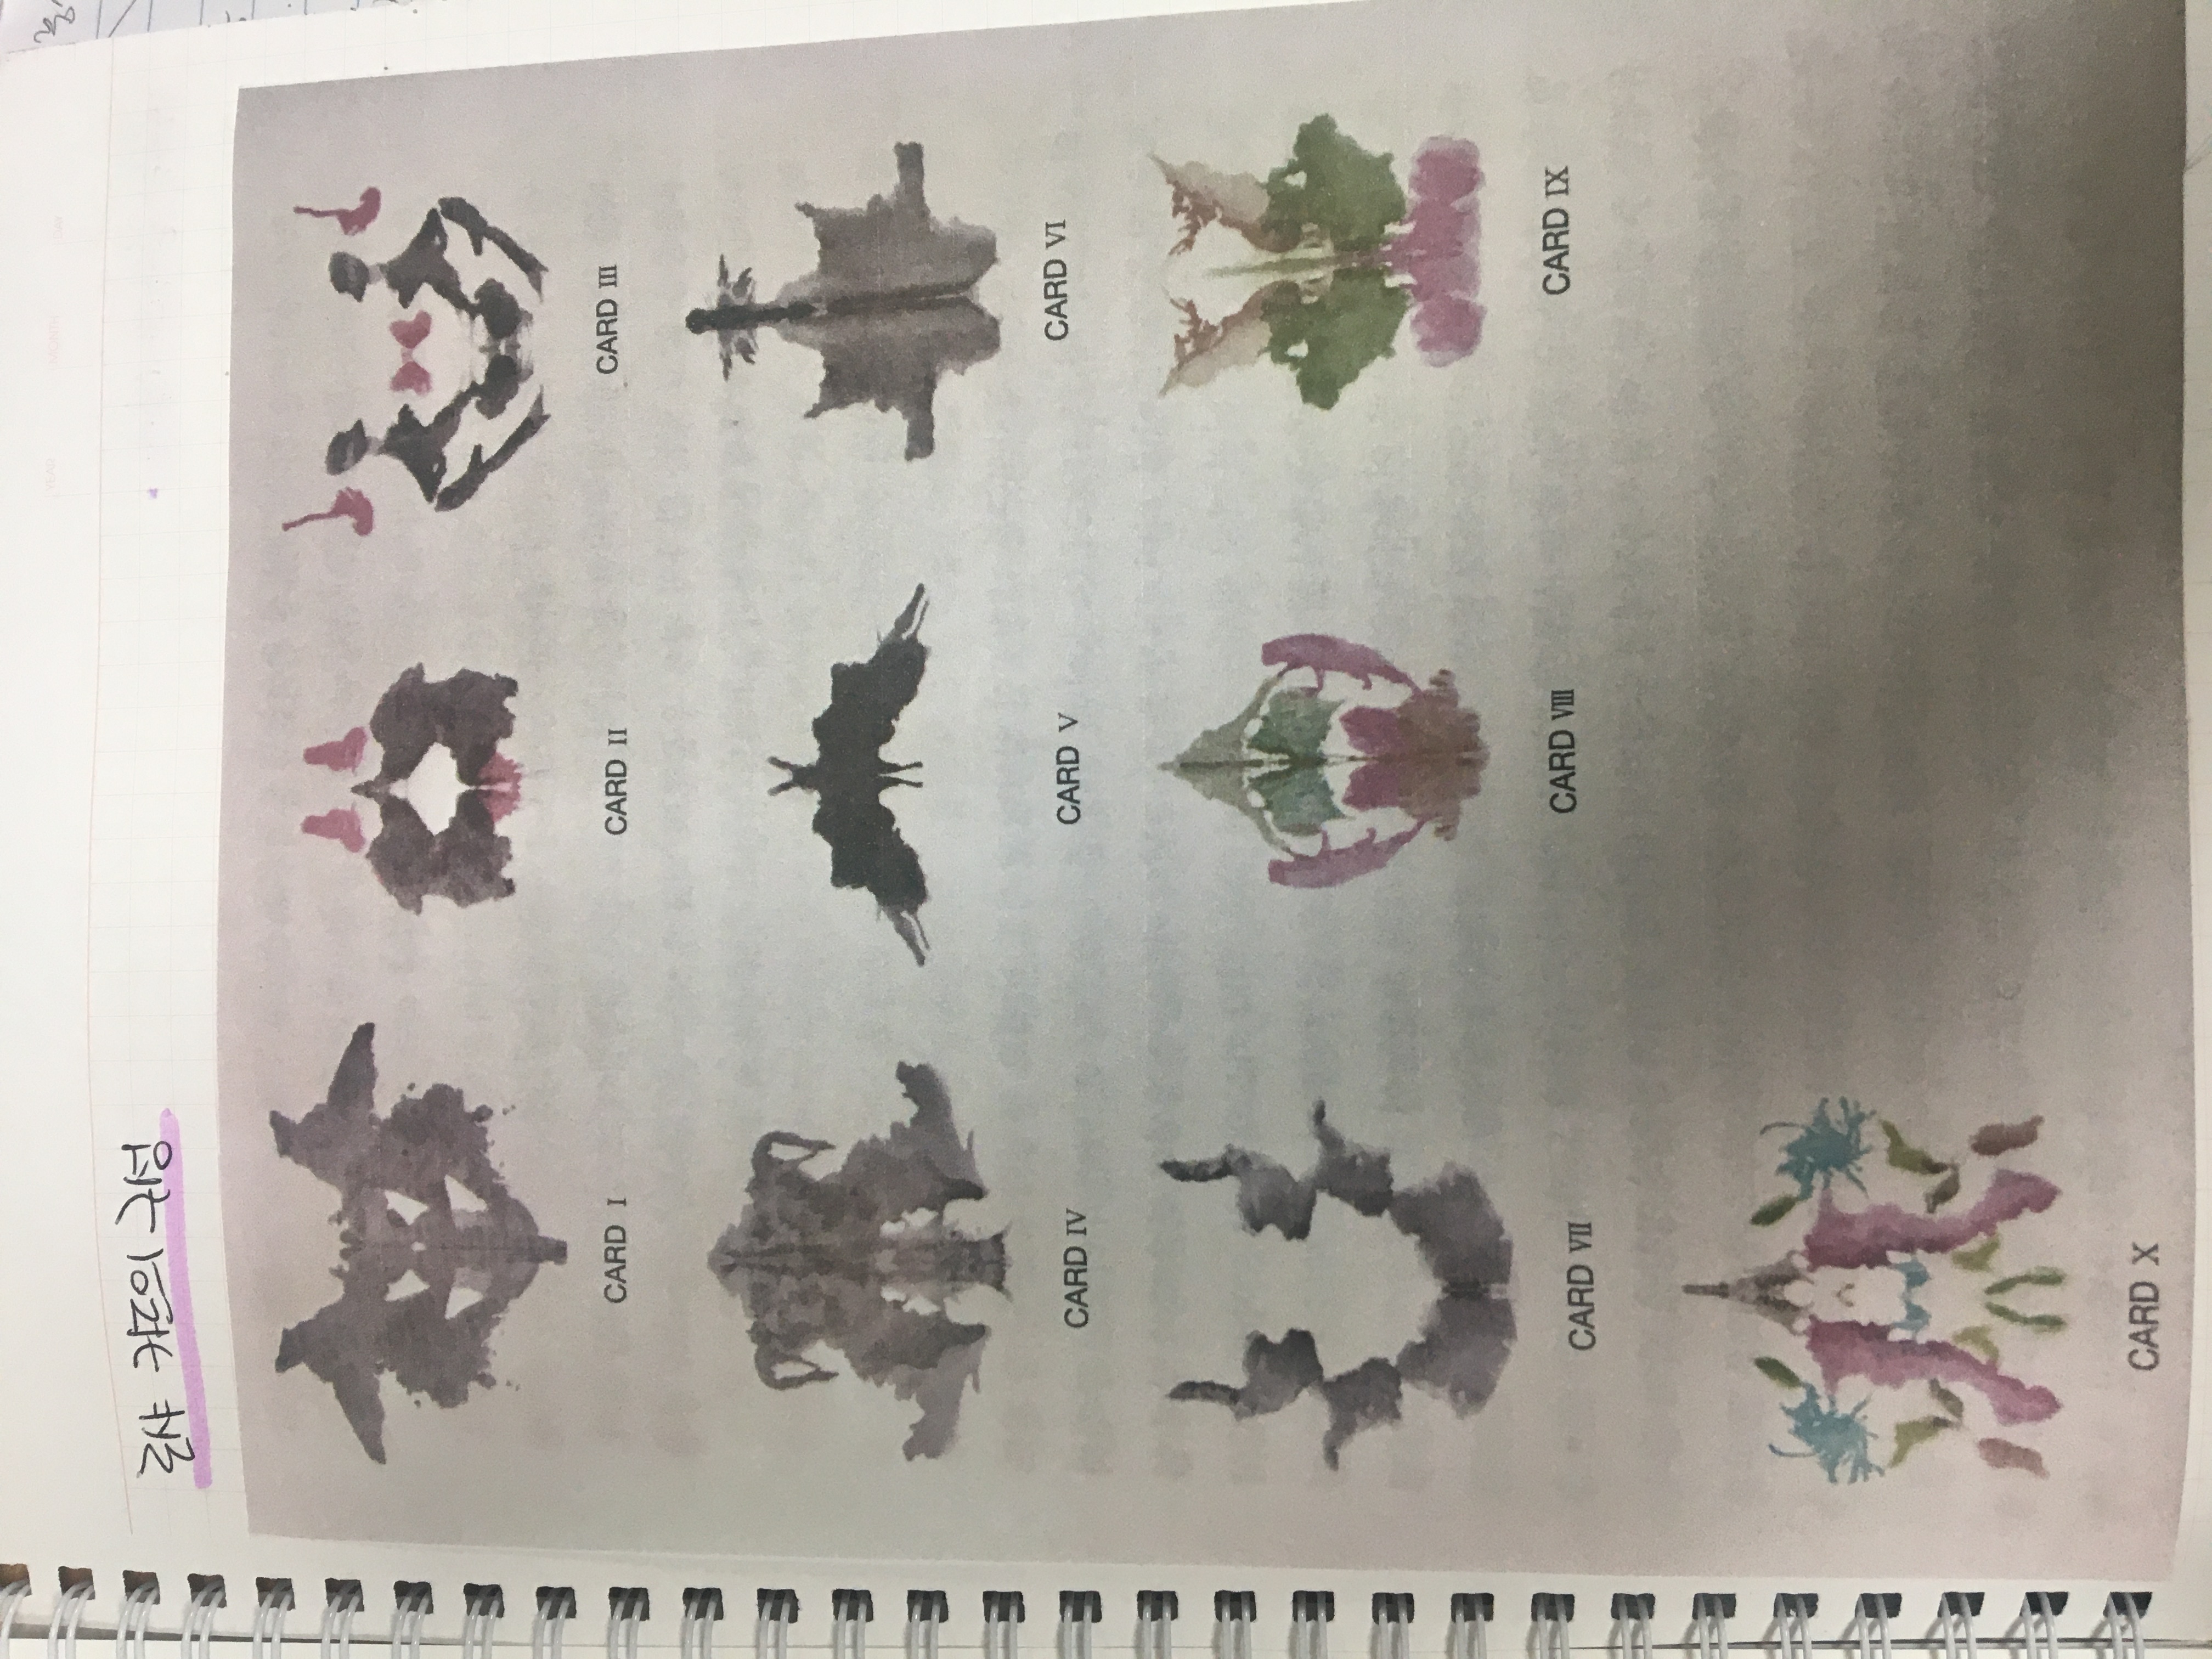 YEAR MONTH DAY
로샤 카드의 구성
CARD I
CARD II
CARD III
CARD IV
CARD V
CARD VI
CARD VII
CARD VIII
CARD IX
CARD X